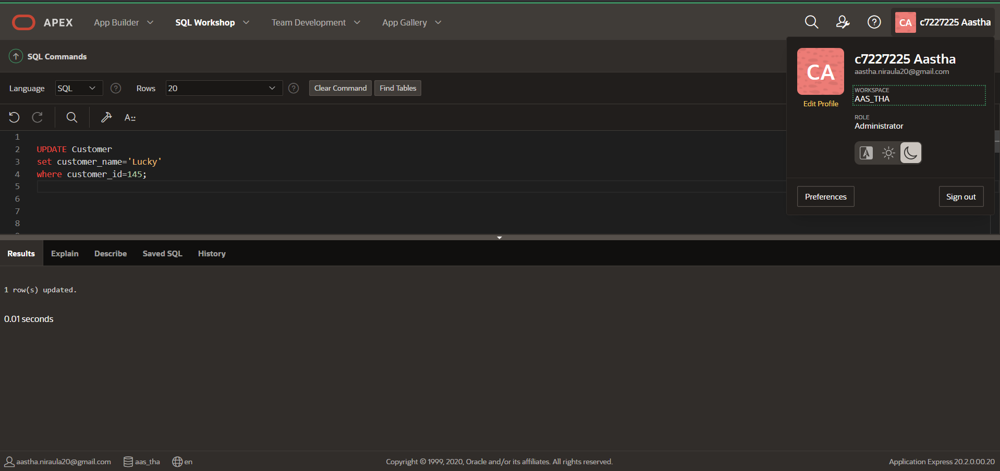 APEX App Builder SQL Workshop Team Development App Gallery CA c7227225 Aastha
SQL Commands
CA
c7227225 Aastha
aastha.niraula20@gmail.com
WORKSPACE
AAS_THA
Edit Profile
ROLE
Administrator
Preferences Sign out
Language SQL ? Rows 20 ? Clear Command Find Tables
A
1
2 UPDATE Customer
3 set customer_name='Lucky'
4 where customer_id=145;
5
6
7
8
Results Explain Describe Saved SQL History
1 row(s) updated.
0.01 seconds
aastha.niraula20@gmail.com aas_tha en Copyright © 1999, 2020, Oracle and/or its affiliates. All rights reserved. Application Express 20.2.0.00.20